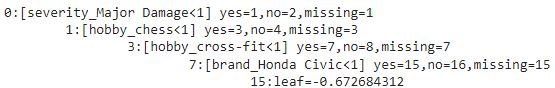 0:[severity_Major Damage<1] yes=1,no=2,missing=1
1:[hobby_chess<1] yes=3,no=4,missing=3
3:[hobby_cross-fit<1] yes=7,no=8,missing=7
7:[brand_Honda Civic<1] yes=15,no=16,missing=15
15:leaf=-0.672684312